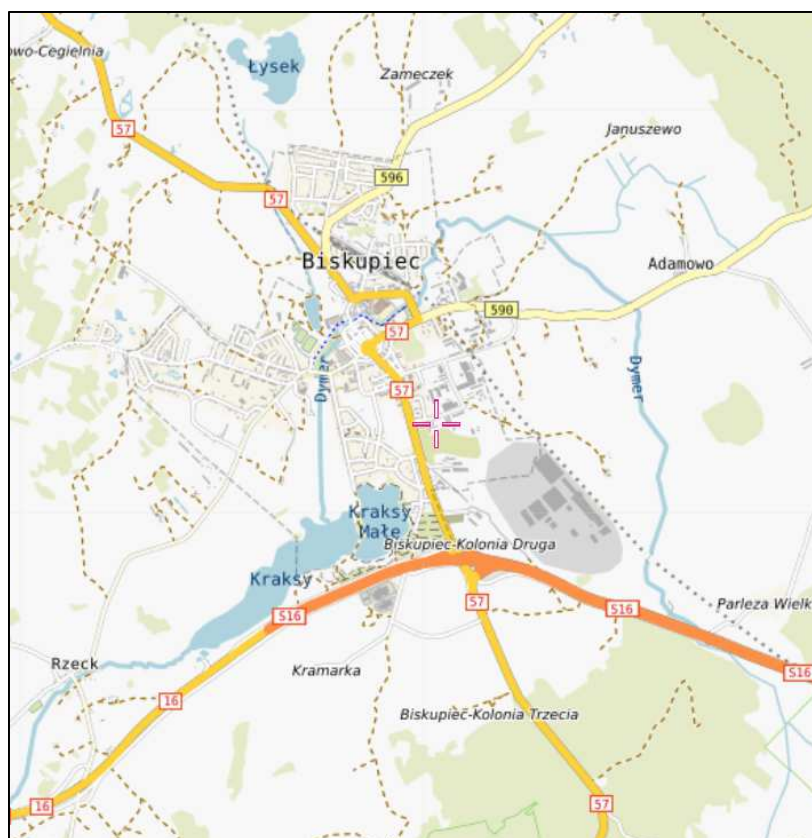 Łysek
owo-Cegielnia
Zameczek
57
Januszewo
596
57
Biskupiec
Adamowo
590
57
Dymer
Dymer
57
Kraksy
Małe
Biskupiec-Kolonia Druga
Kraksy
57
S16
S16
Parleza Wielk
Rzeck
Kramarka
S16
16
Biskupiec-Kolonia Trzecia
57
16